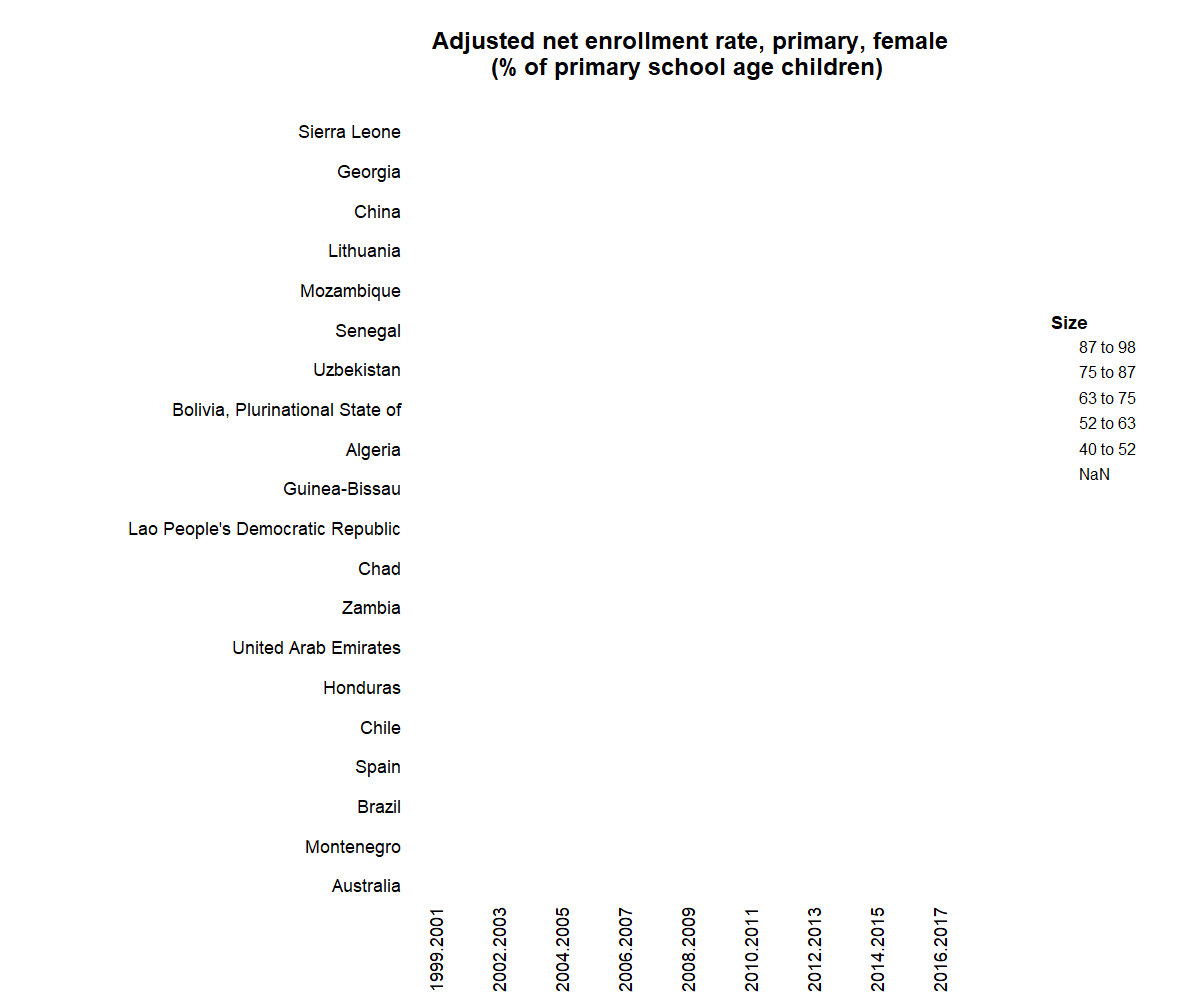 Adjusted net enrollment rate, primary, female
(% of primary school age children)
Sierra Leone
Georgia
China
Lithuania
Mozambique
Senegal
Uzbekistan
Bolivia, Plurinational State of
Algeria
Guinea-Bissau
Lao People's Democratic Republic
Chad
Zambia
United Arab Emirates
Honduras
Chile
Spain
Brazil
Montenegro
Australia
1999.2001
2002.2003
2004.2005
2006.2007
2008.2009
2010.2011
2012.2013
2014.2015
2016.2017
Size
87 to 98
75 to 87
63 to 75
52 to 63
40 to 52
NaN